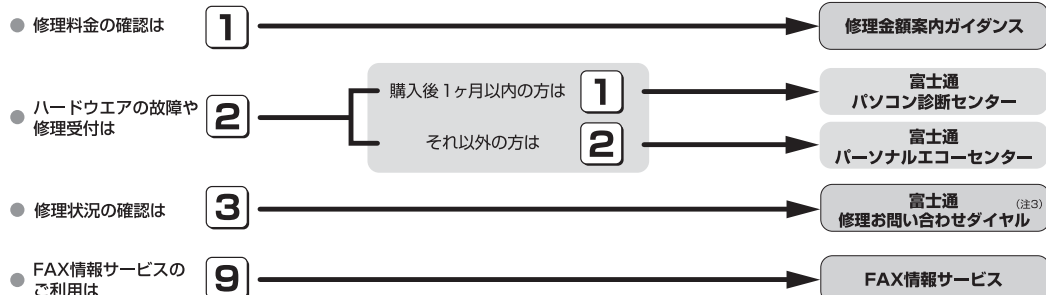 修理料金の確認は
1
修理金額案内ガイダンス
ハードウエアの故障や
修理受付は
2
購入後1ヶ月以内の方は
1
富士通
パソコン診断センター
それ以外の方は
2
富士通
パーソナルエコーセンター
修理状況の確認は
3
富士通 (注3)
修理お問い合わせダイヤル
FAX情報サービスの
ご利用は
9
FAX情報サービス